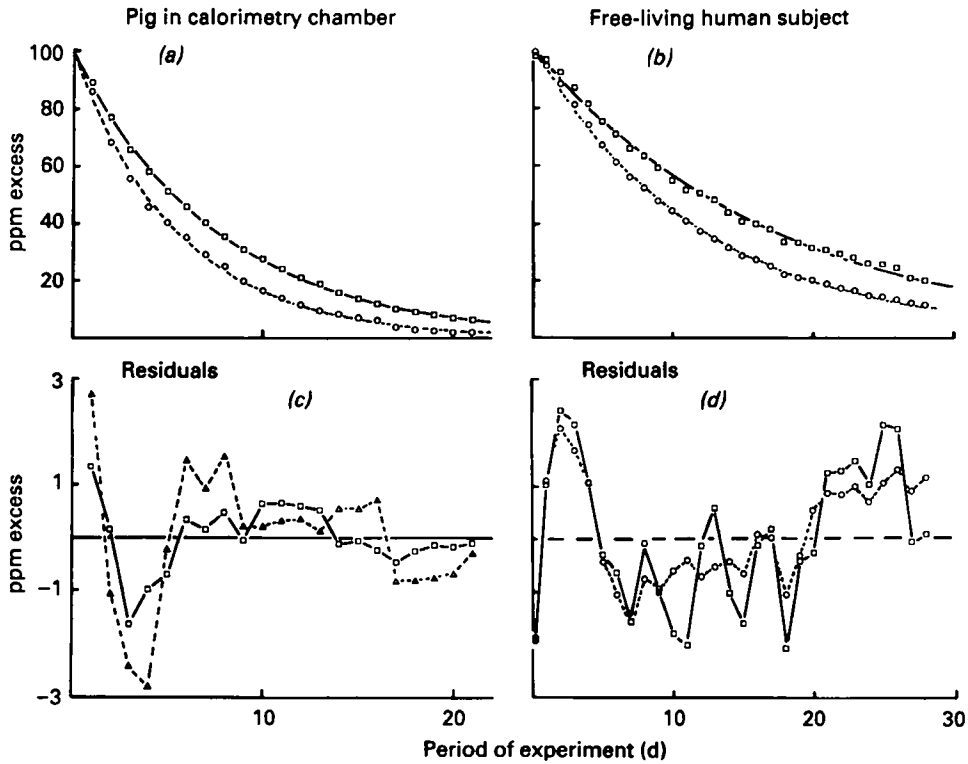 Pig in calorimetry chamber
Free-living human subject
(a)
(b)
100
80
60
40
20
ppm excess
Residuals
Residuals
(c)
(d)
3
1
−1
−3
ppm excess
10
20
10
20
30
Period of experiment (d)